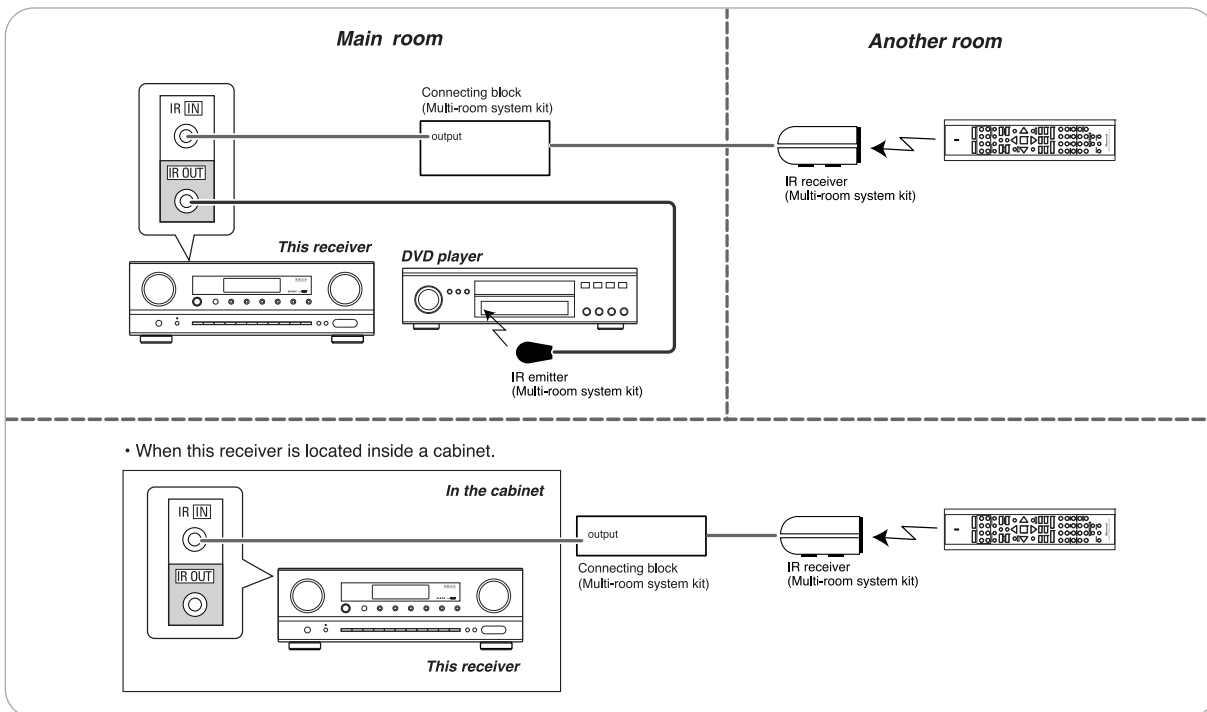 Main room
Another room
IR IN
IR OUT
Connecting block
(Multi-room system kit)
output
IR receiver
(Multi-room system kit)
This receiver
DVD player
IR emitter
(Multi-room system kit)
• When this receiver is located inside a cabinet.
In the cabinet
IR IN
IR OUT
output
Connecting block
(Multi-room system kit)
IR receiver
(Multi-room system kit)
This receiver